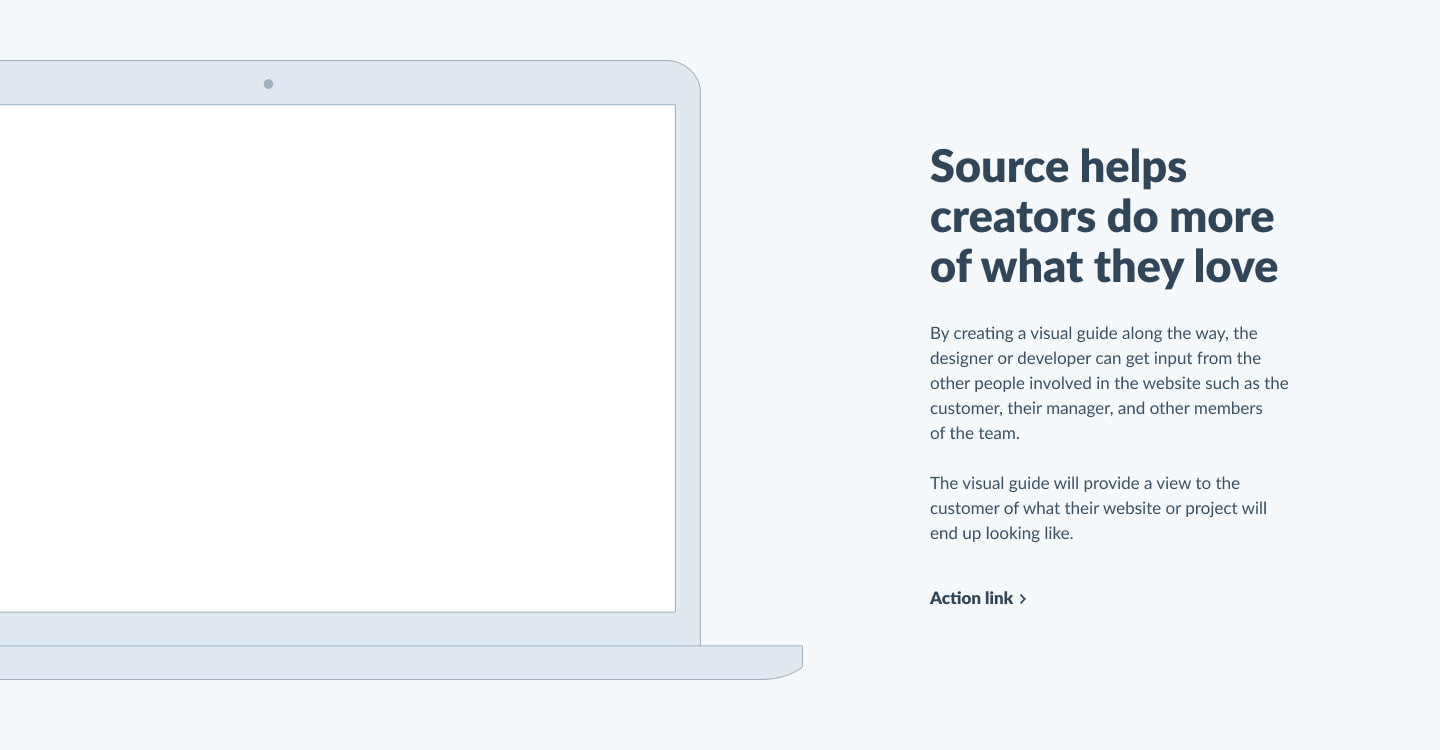 Source helps
creators do more
of what they love
By creating a visual guide along the way, the
designer or developer can get input from the
other people involved in the website such as the
customer, their manager, and other members
of the team.
The visual guide will provide a view to the
customer of what their website or project will
end up looking like.
Action link ›